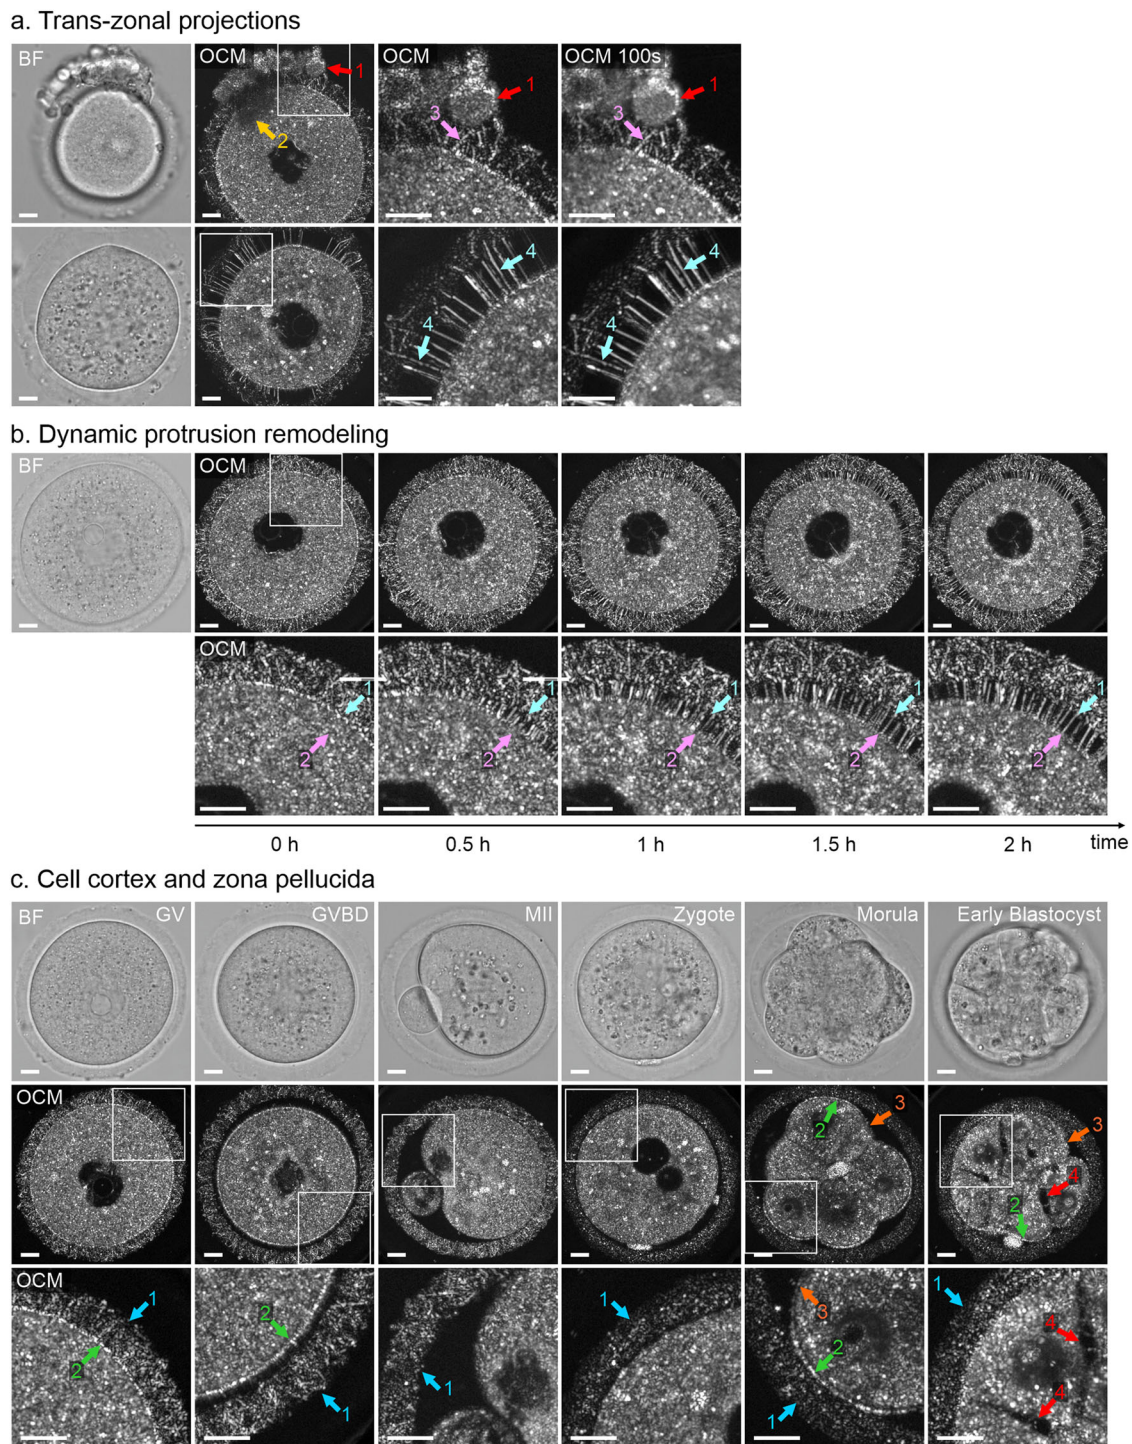 a. Trans-zonal projections
BF OCM OCM OCM 100s
1 1 1
3 3
2
4 4
4 4
b. Dynamic protrusion remodeling
BF OCM
OCM
1 1 1 1 1
2 2 2 2 2
0 h 0.5 h 1 h 1.5 h 2 h time
c. Cell cortex and zona pellucida
BF GV GVBD MII Zygote Morula Early Blastocyst
OCM
3
2
3
4
2
OCM
1 2
2 1
1
1
3 2 1
1 4 4